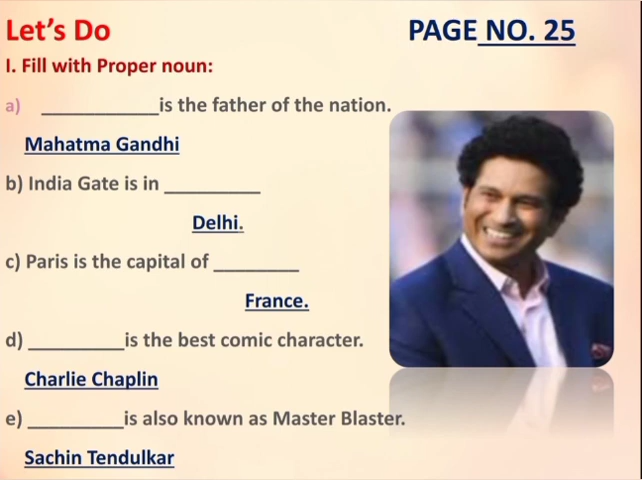 Let's Do PAGE NO. 25
I. Fill with Proper noun:
a) ___________is the father of the nation.
Mahatma Gandhi
b) India Gate is in _________
Delhi.
c) Paris is the capital of ________
France.
d) _________is the best comic character.
Charlie Chaplin
e) _________is also known as Master Blaster.
Sachin Tendulkar